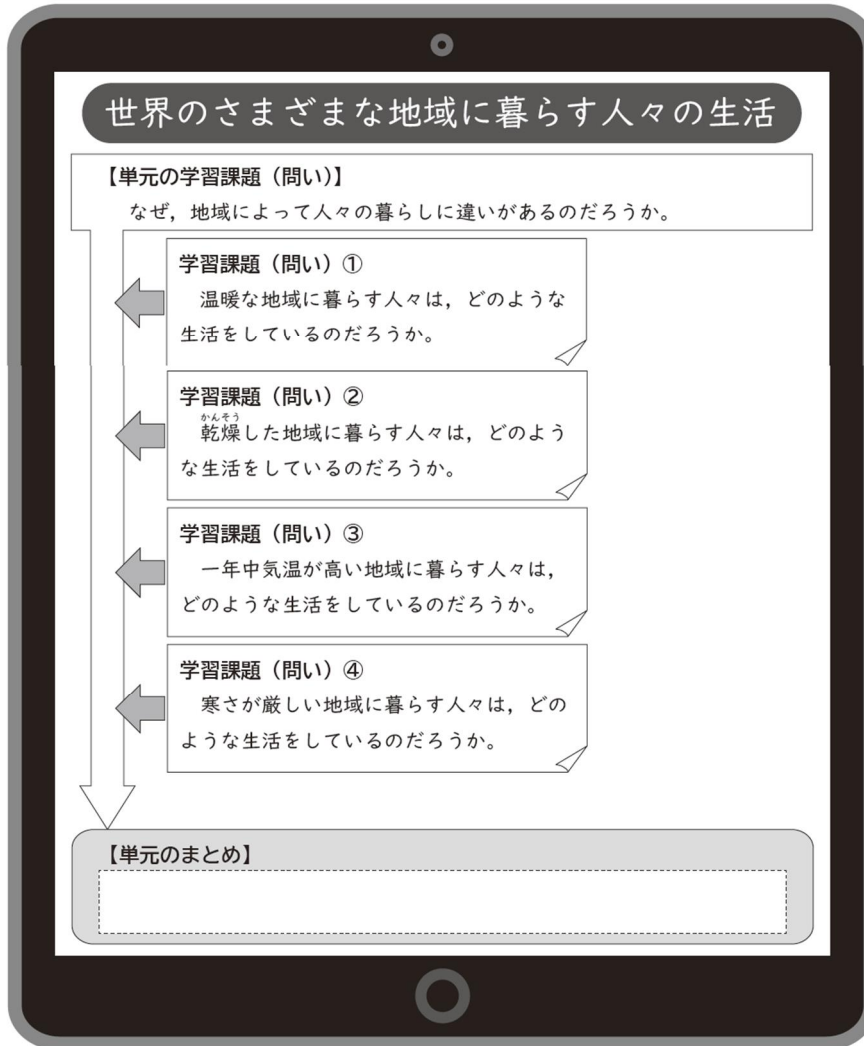 世界のさまざまな地域に暮らす人々の生活
【単元の学習課題（問い）】
なぜ，地域によって人々の暮らしに違いがあるのだろうか。
学習課題（問い）①
温暖な地域に暮らす人々は，どのような
生活をしているのだろうか。
学習課題（問い）②
かんそう
乾燥した地域に暮らす人々は，どのよう
な生活をしているのだろうか。
学習課題（問い）③
一年中気温が高い地域に暮らす人々は，
どのような生活をしているのだろうか。
学習課題（問い）④
寒さが厳しい地域に暮らす人々は，どの
ような生活をしているのだろうか。
【単元のまとめ】